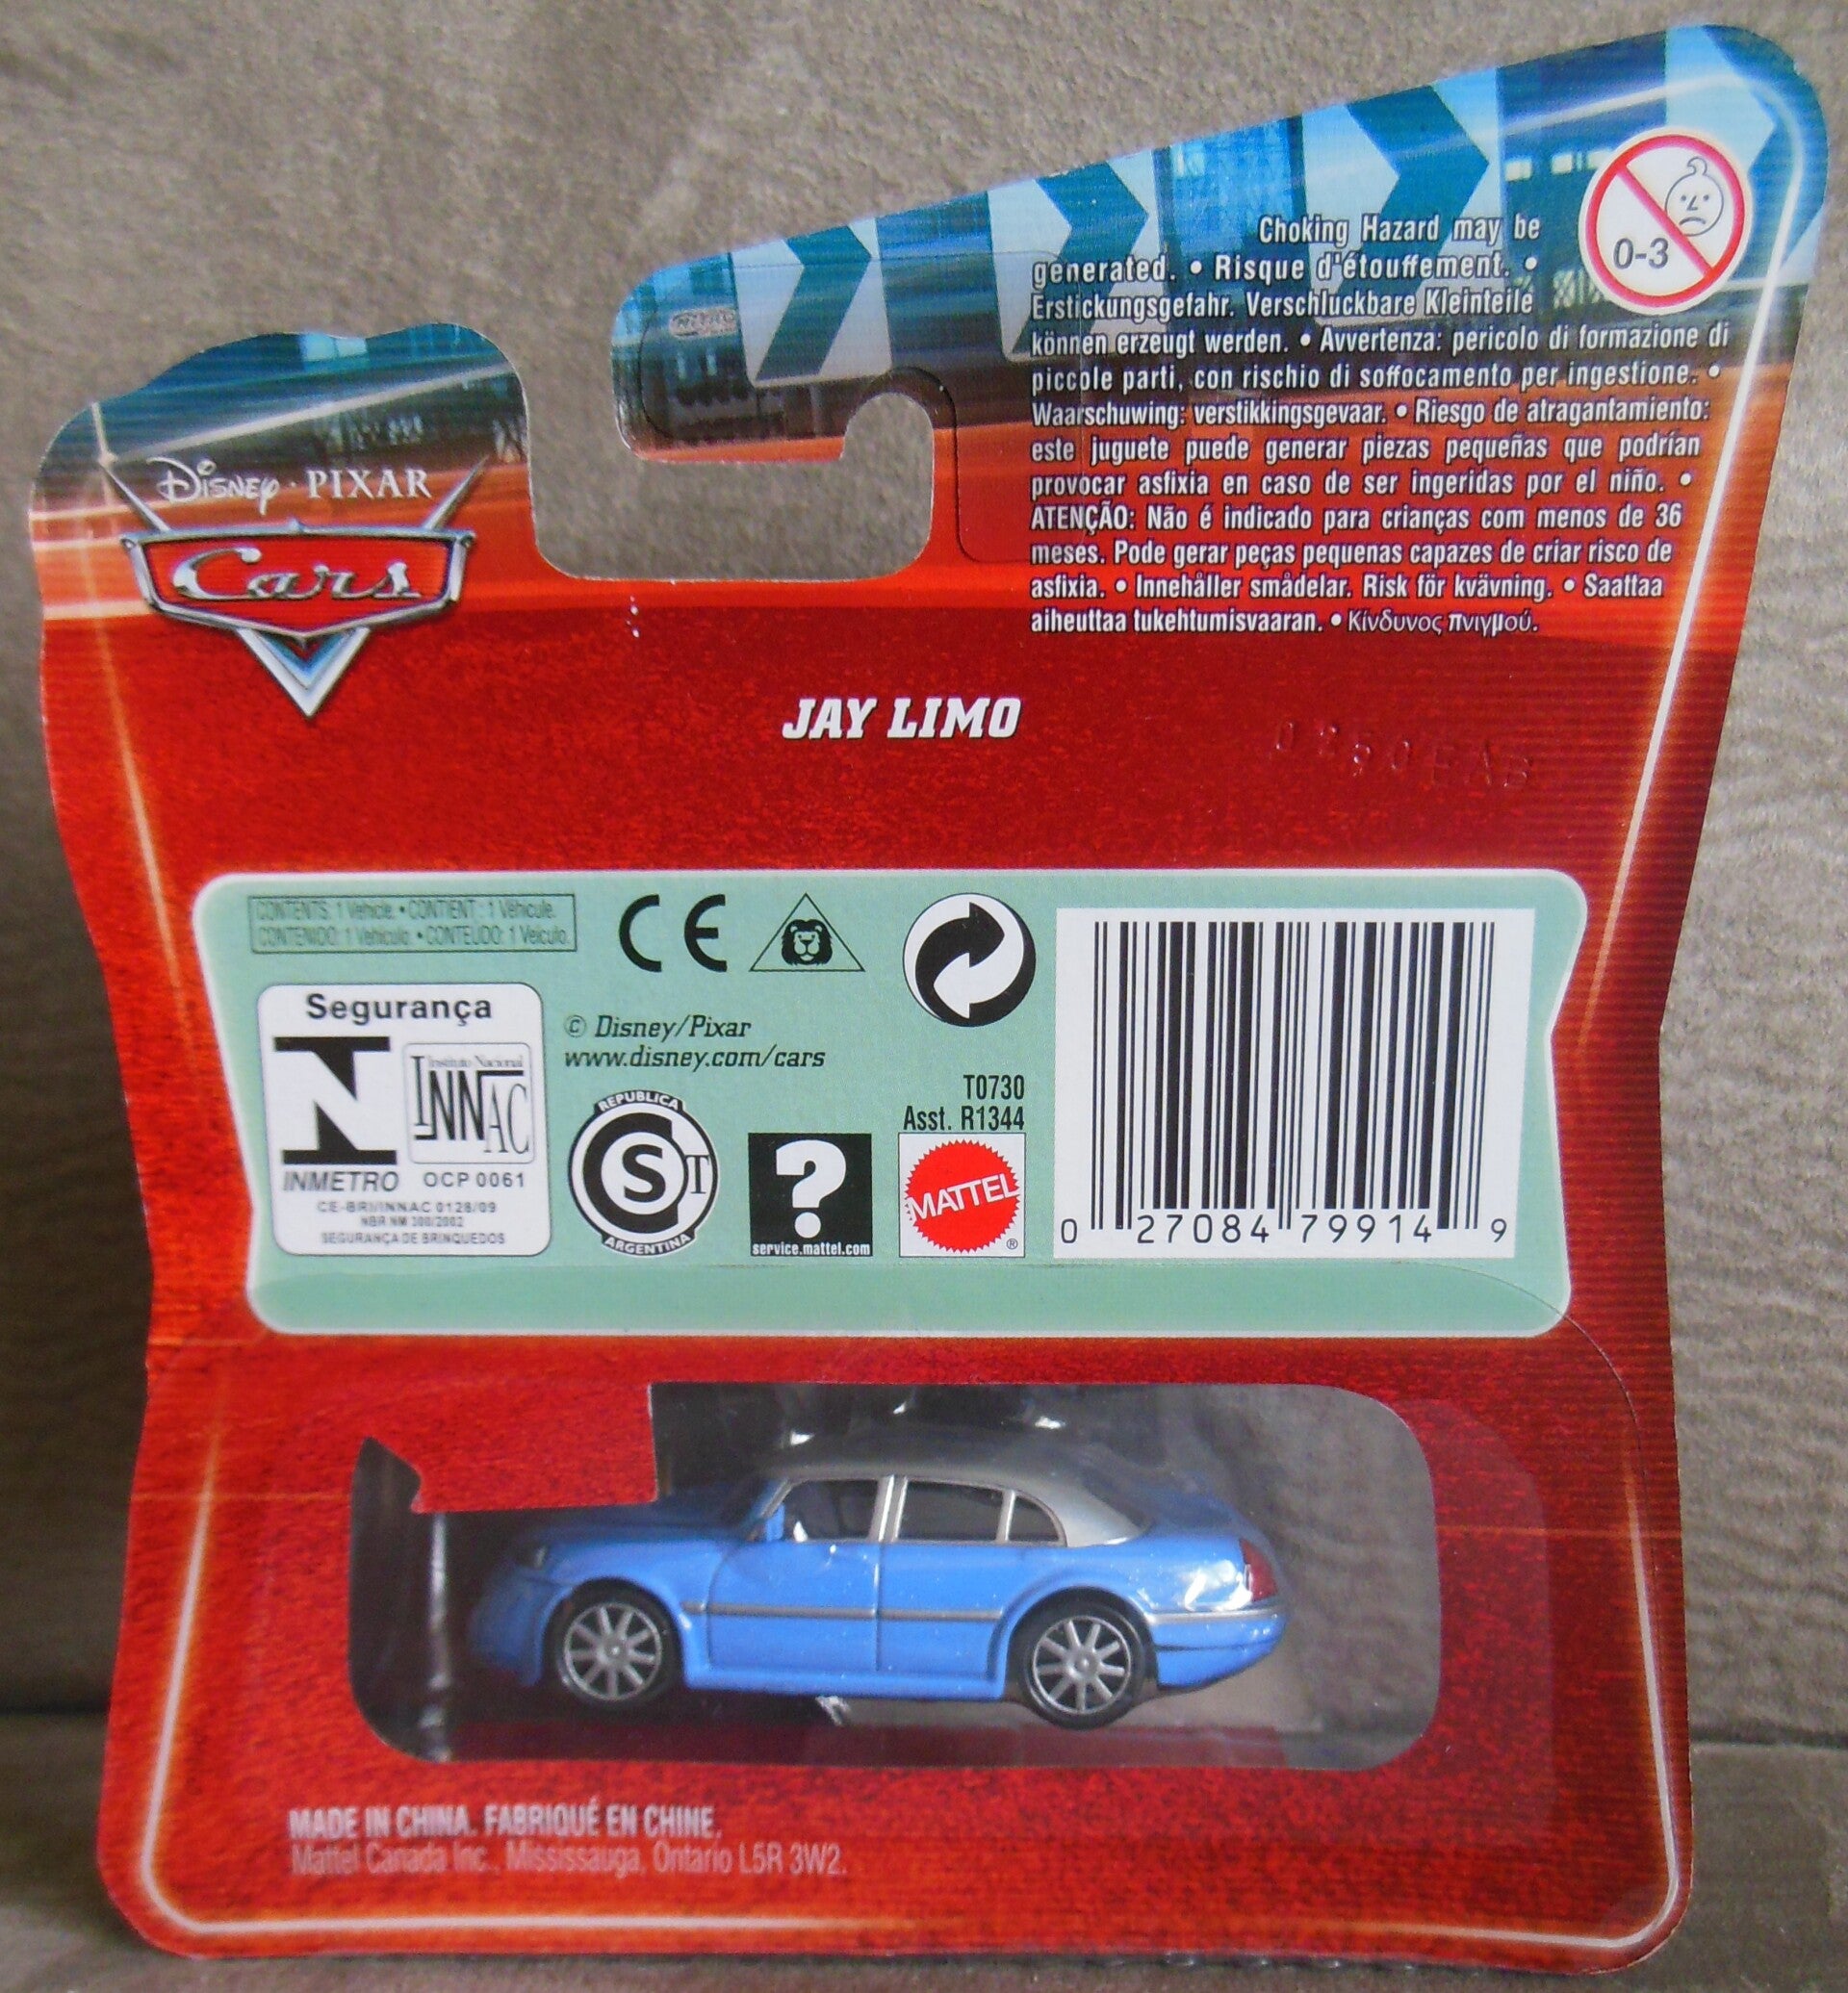 Choking Hazard may be
generated. • Risque d'étouffement. •
Erstickungsgefahr. Verschluckbare Kleinteile
können erzeugt werden. • Avvertenza: pericolo di formazione di
piccole parti, con rischio di soffocamento per ingestione. •
Waarschuwing: verstikkingsgevaar. • Riesgo de atragantamiento:
este juguete puede generar piezas pequeñas que podrían
provocar asfixia en caso de ser ingeridas por el niño. •
ATENÇÃO: Não é indicado para crianças com menos de 36
meses. Pode gerar peças pequenas capazes de criar risco de
asfixia. • Innehåller smådelar. Risk för kvävning. • Saattaa
aiheuttaa tukehtumisvaaran. • Κίνδυνος πνιγμού.
0-3
Disney · PIXAR
Cars
JAY LIMO
CONTENTS: 1 Vehicle. • CONTIENT : 1 Véhicule.
CONTENIDO: 1 Vehículo. • CONTEÚDO: 1 Veículo.
CE
Segurança
Instituto Nacional
INNAC
INMETRO OCP 0061
CE-BRI/INNAC 0128/09
NBR NM 300/2002
SEGURANÇA DE BRINQUEDOS
© Disney/Pixar
www.disney.com/cars
REPUBLICA
S T
ARGENTINA
?
service.mattel.com
T0730
Asst. R1344
MATTEL
®
0 27084 79914 9
MADE IN CHINA. FABRIQUÉ EN CHINE.
Mattel Canada Inc., Mississauga, Ontario L5R 3W2.